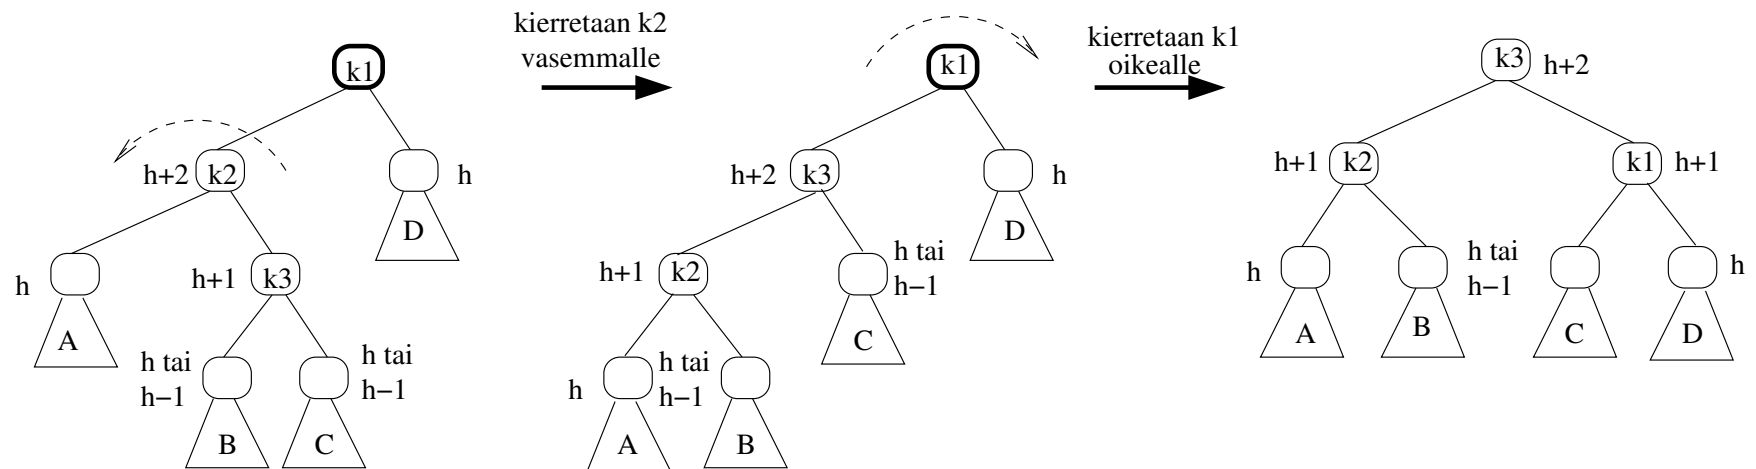 kierretaan k2
vasemmalle
kierretaan k1
oikealle
k1
h+2
k2
h
D
h
A
h+1
k3
h tai
h−1
B
h tai
h−1
C
k1
h+2
k3
h
D
h+1
k2
h tai
h−1
C
h
A
h tai
h−1
B
k3
h+2
h+1
k2
k1
h+1
h
A
B
h tai
h−1
C
D
h